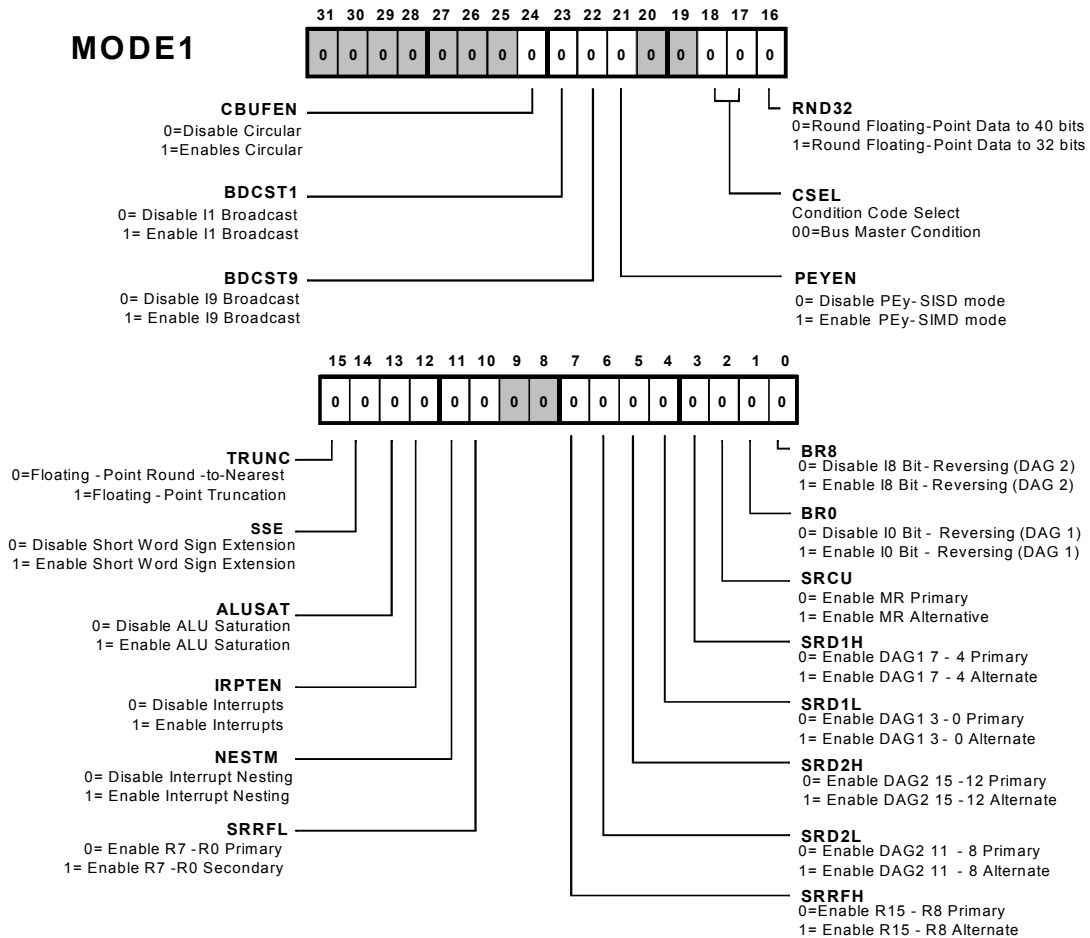 MODE1
31 30 29 28 27 26 25 24 23 22 21 20 19 18 17 16
0 0 0 0 0 0 0 0 0 0 0 0 0 0 0 0
CBUFEN
0=Disable Circular
1=Enables Circular
BDCST1
0= Disable I1 Broadcast
1= Enable I1 Broadcast
BDCST9
0= Disable I9 Broadcast
1= Enable I9 Broadcast
RND32
0=Round Floating-Point Data to 40 bits
1=Round Floating-Point Data to 32 bits
CSEL
Condition Code Select
00=Bus Master Condition
PEYEN
0= Disable PEy-SISD mode
1= Enable PEy-SIMD mode
15 14 13 12 11 10 9 8 7 6 5 4 3 2 1 0
0 0 0 0 0 0 0 0 0 0 0 0 0 0 0 0
TRUNC
0=Floating - Point Round -to-Nearest
1=Floating - Point Truncation
SSE
0= Disable Short Word Sign Extension
1= Enable Short Word Sign Extension
ALUSAT
0= Disable ALU Saturation
1= Enable ALU Saturation
IRPTEN
0= Disable Interrupts
1= Enable Interrupts
NESTM
0= Disable Interrupt Nesting
1= Enable Interrupt Nesting
SRRFL
0= Enable R7 -R0 Primary
1= Enable R7 -R0 Secondary
BR8
0= Disable I8 Bit - Reversing (DAG 2)
1= Enable I8 Bit - Reversing (DAG 2)
BR0
0= Disable I0 Bit - Reversing (DAG 1)
1= Enable I0 Bit - Reversing (DAG 1)
SRCU
0= Enable MR Primary
1= Enable MR Alternative
SRD1H
0= Enable DAG1 7 - 4 Primary
1= Enable DAG1 7 - 4 Alternate
SRD1L
0= Enable DAG1 3 - 0 Primary
1= Enable DAG1 3 - 0 Alternate
SRD2H
0= Enable DAG2 15 -12 Primary
1= Enable DAG2 15 -12 Alternate
SRD2L
0= Enable DAG2 11 - 8 Primary
1= Enable DAG2 11 - 8 Alternate
SRRFH
0=Enable R15 - R8 Primary
1= Enable R15 - R8 Alternate